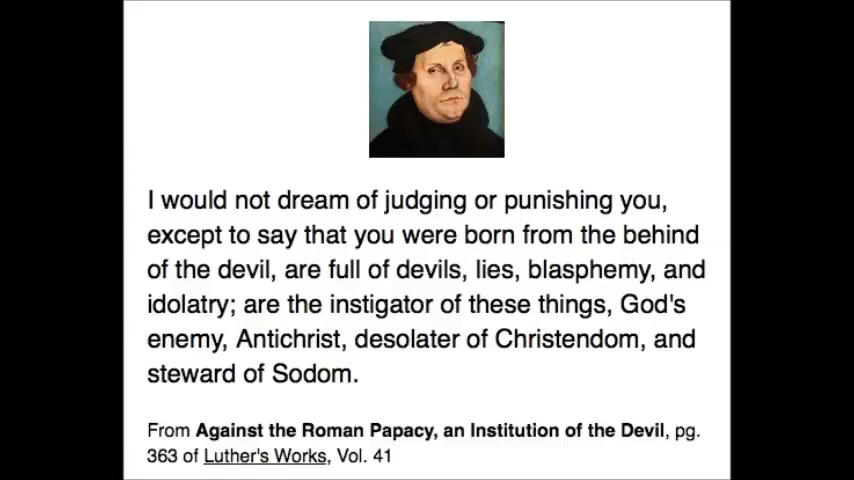 I would not dream of judging or punishing you,
except to say that you were born from the behind
of the devil, are full of devils, lies, blasphemy, and
idolatry; are the instigator of these things, God's
enemy, Antichrist, desolater of Christendom, and
steward of Sodom.
From Against the Roman Papacy, an Institution of the Devil, pg.
363 of Luther's Works, Vol. 41